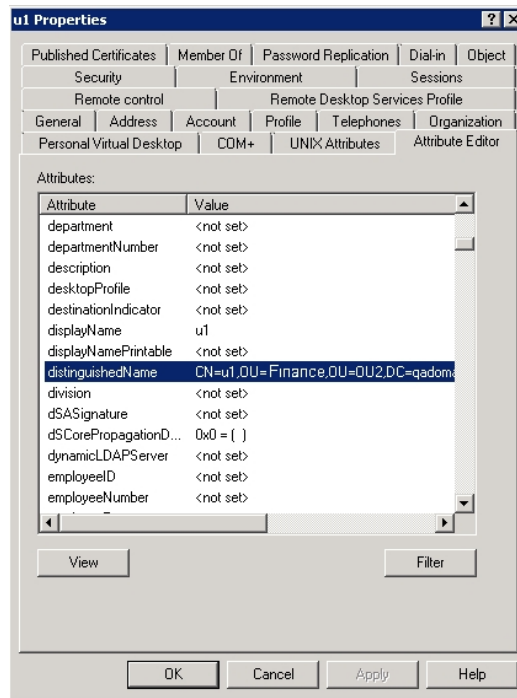 u1 Properties
Published Certificates Member Of Password Replication Dial-in Object
Security Environment Sessions
Remote control Remote Desktop Services Profile
General Address Account Profile Telephones Organization
Personal Virtual Desktop COM+ UNIX Attributes Attribute Editor
Attributes:
Attribute Value
department <not set>
departmentNumber <not set>
description <not set>
desktopProfile <not set>
destinationIndicator <not set>
displayName u1
displayNamePrintable <not set>
distinguishedName CN=u1,OU=Finance,OU=OU2,DC=qadoma
division <not set>
dSASignature <not set>
dSCorePropagationD... 0x0 = ( )
dynamicLDAPServer <not set>
employeeID <not set>
employeeNumber <not set>
View Filter
OK Cancel Apply Help